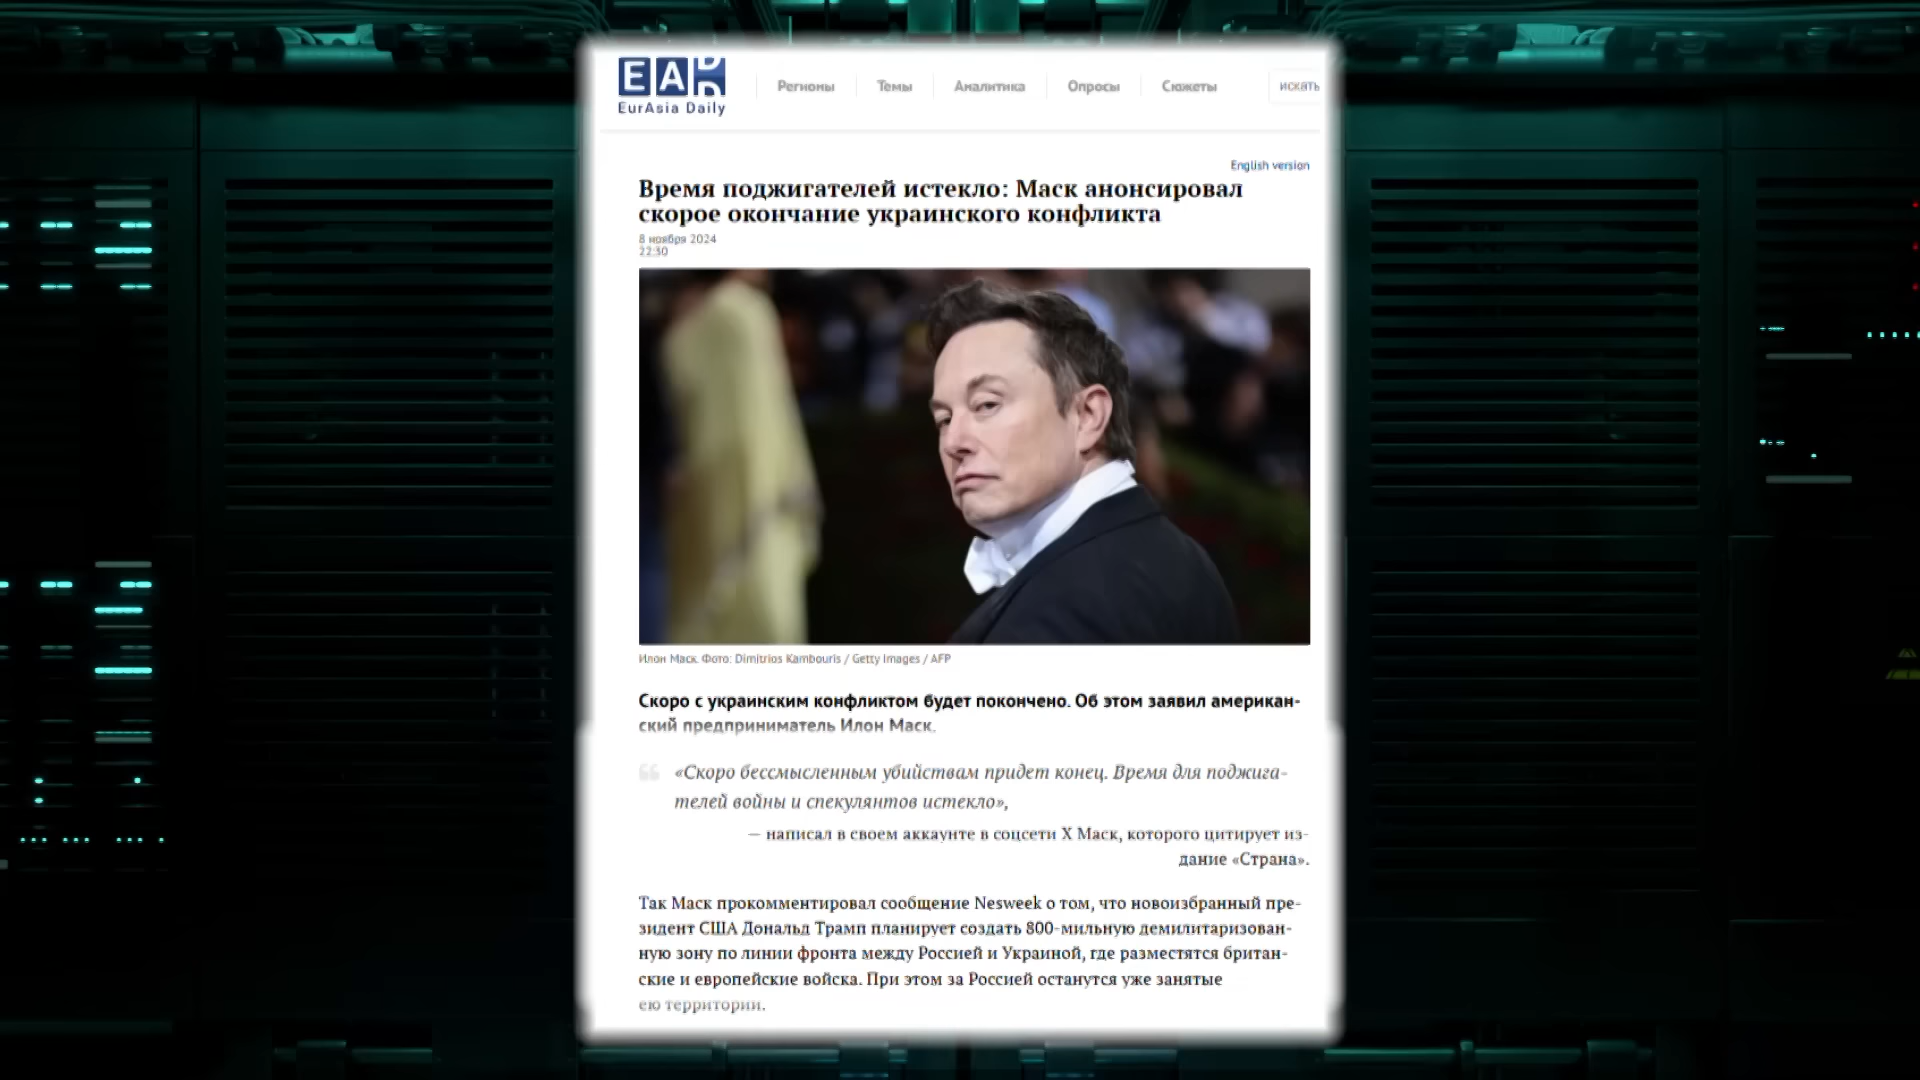 EADD
EurAsia Daily
Регионы Темы Аналитика Опросы Сюжеты искать
English version
Время поджигателей истекло: Маск анонсировал
скорое окончание украинского конфликта
8 ноября 2024
22:30
Илон Маск. Фото: Dimitrios Kambouris / Getty Images / AFP
Скоро с украинским конфликтом будет покончено. Об этом заявил американ-
ский предприниматель Илон Маск.
«Скоро бессмысленным убийствам придет конец. Время для поджига-
телей войны и спекулянтов истекло»,
— написал в своем аккаунте в соцсети X Маск, которого цитирует из-
дание «Страна».
Так Маск прокомментировал сообщение Nesweek о том, что новоизбранный пре-
зидент США Дональд Трамп планирует создать 800-мильную демилитаризован-
ную зону по линии фронта между Россией и Украиной, где разместятся британ-
ские и европейские войска. При этом за Россией останутся уже занятые
ею территории.